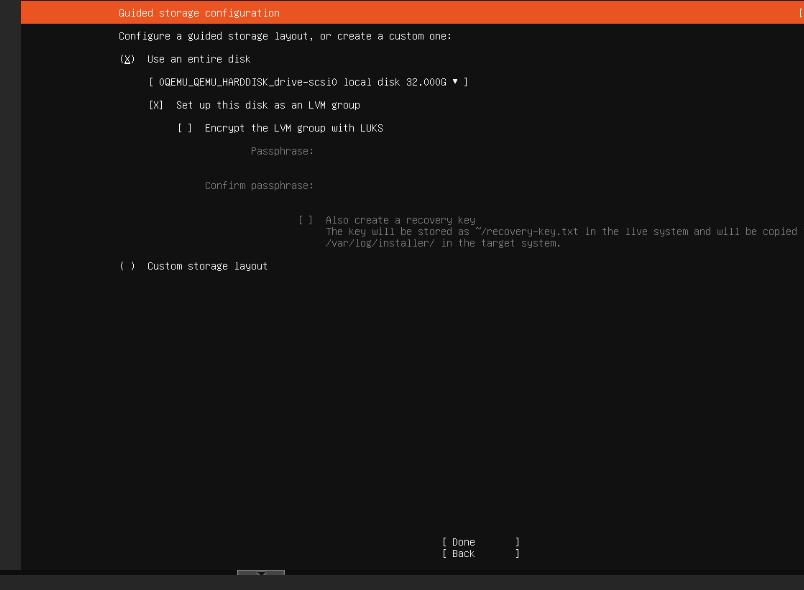 Guided storage configuration [
Configure a guided storage layout, or create a custom one:
(X) Use an entire disk
[ 0QEMU_QEMU_HARDDISK_drive-scsi0 local disk 32.000G ▾ ]
[X] Set up this disk as an LVM group
[ ] Encrypt the LVM group with LUKS
Passphrase:
Confirm passphrase:
[ ] Also create a recovery key
The key will be stored as ~/recovery-key.txt in the live system and will be copied
/var/log/installer/ in the target system.
( ) Custom storage layout
[ Done ]
[ Back ]